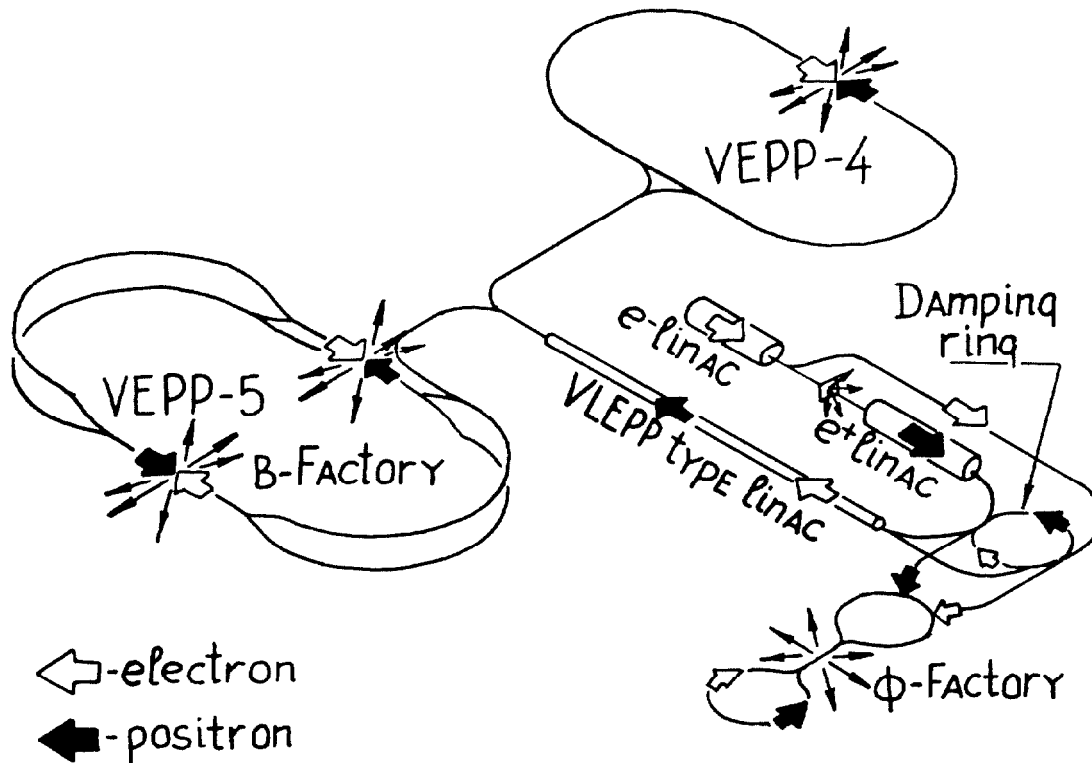 VEPP-4
DAMPING
ring
e-linAC
VEPP-5
B-FACTORY
VLEPP TYPE linAC
e+linAC
ϕ-FACTORY
-electron
-positron